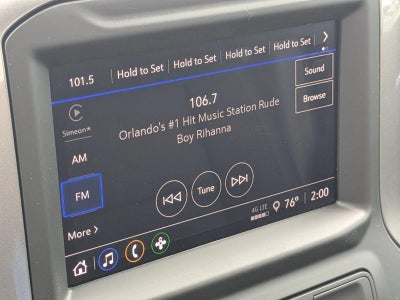 101.5 Hold to Set Hold to Set Hold to Set Hold to Set >
Simeon
106.7
Sound
Orlando's #1 Hit Music Station Rude
Boy Rihanna
Browse
AM
FM
Tune
More >
4G LTE 76° 2:00